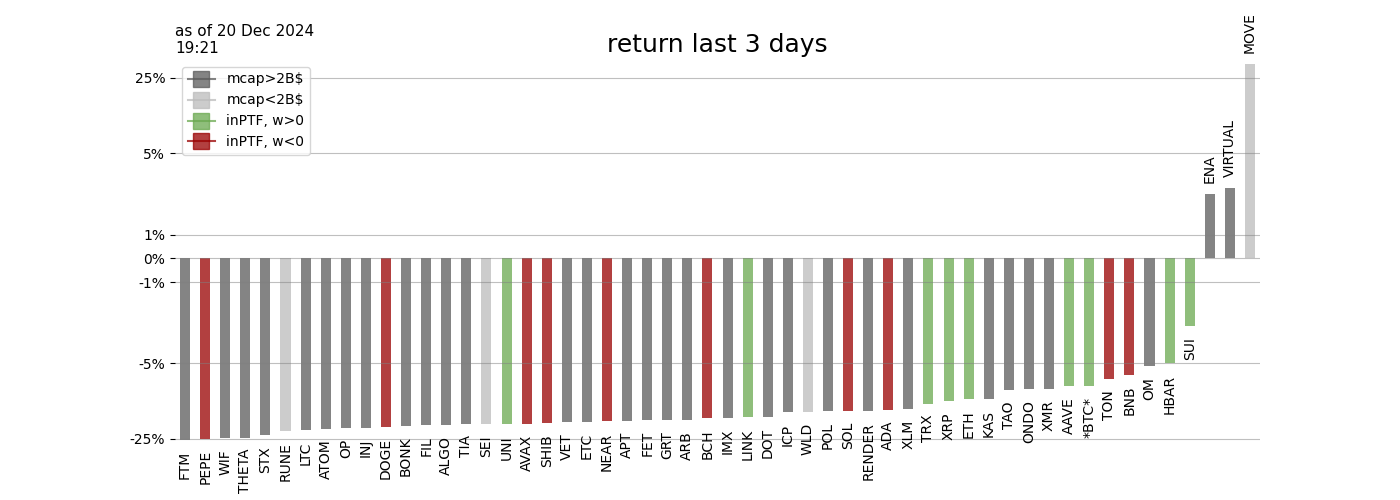 as of 20 Dec 2024
19:21
return last 3 days
mcap>2B$
mcap<2B$
inPTF, w>0
inPTF, w<0
25%
5%
1%
0%
-1%
-5%
-25%
FTM
PEPE
WIF
THETA
STX
RUNE
LTC
ATOM
OP
INJ
DOGE
BONK
FIL
ALGO
TIA
SEI
UNI
AVAX
SHIB
VET
ETC
NEAR
APT
FET
GRT
ARB
BCH
IMX
LINK
DOT
ICP
WLD
POL
SOL
RENDER
ADA
XLM
TRX
XRP
ETH
KAS
TAO
ONDO
XMR
AAVE
*BTC*
TON
BNB
OM
HBAR
SUI
ENA
VIRTUAL
MOVE